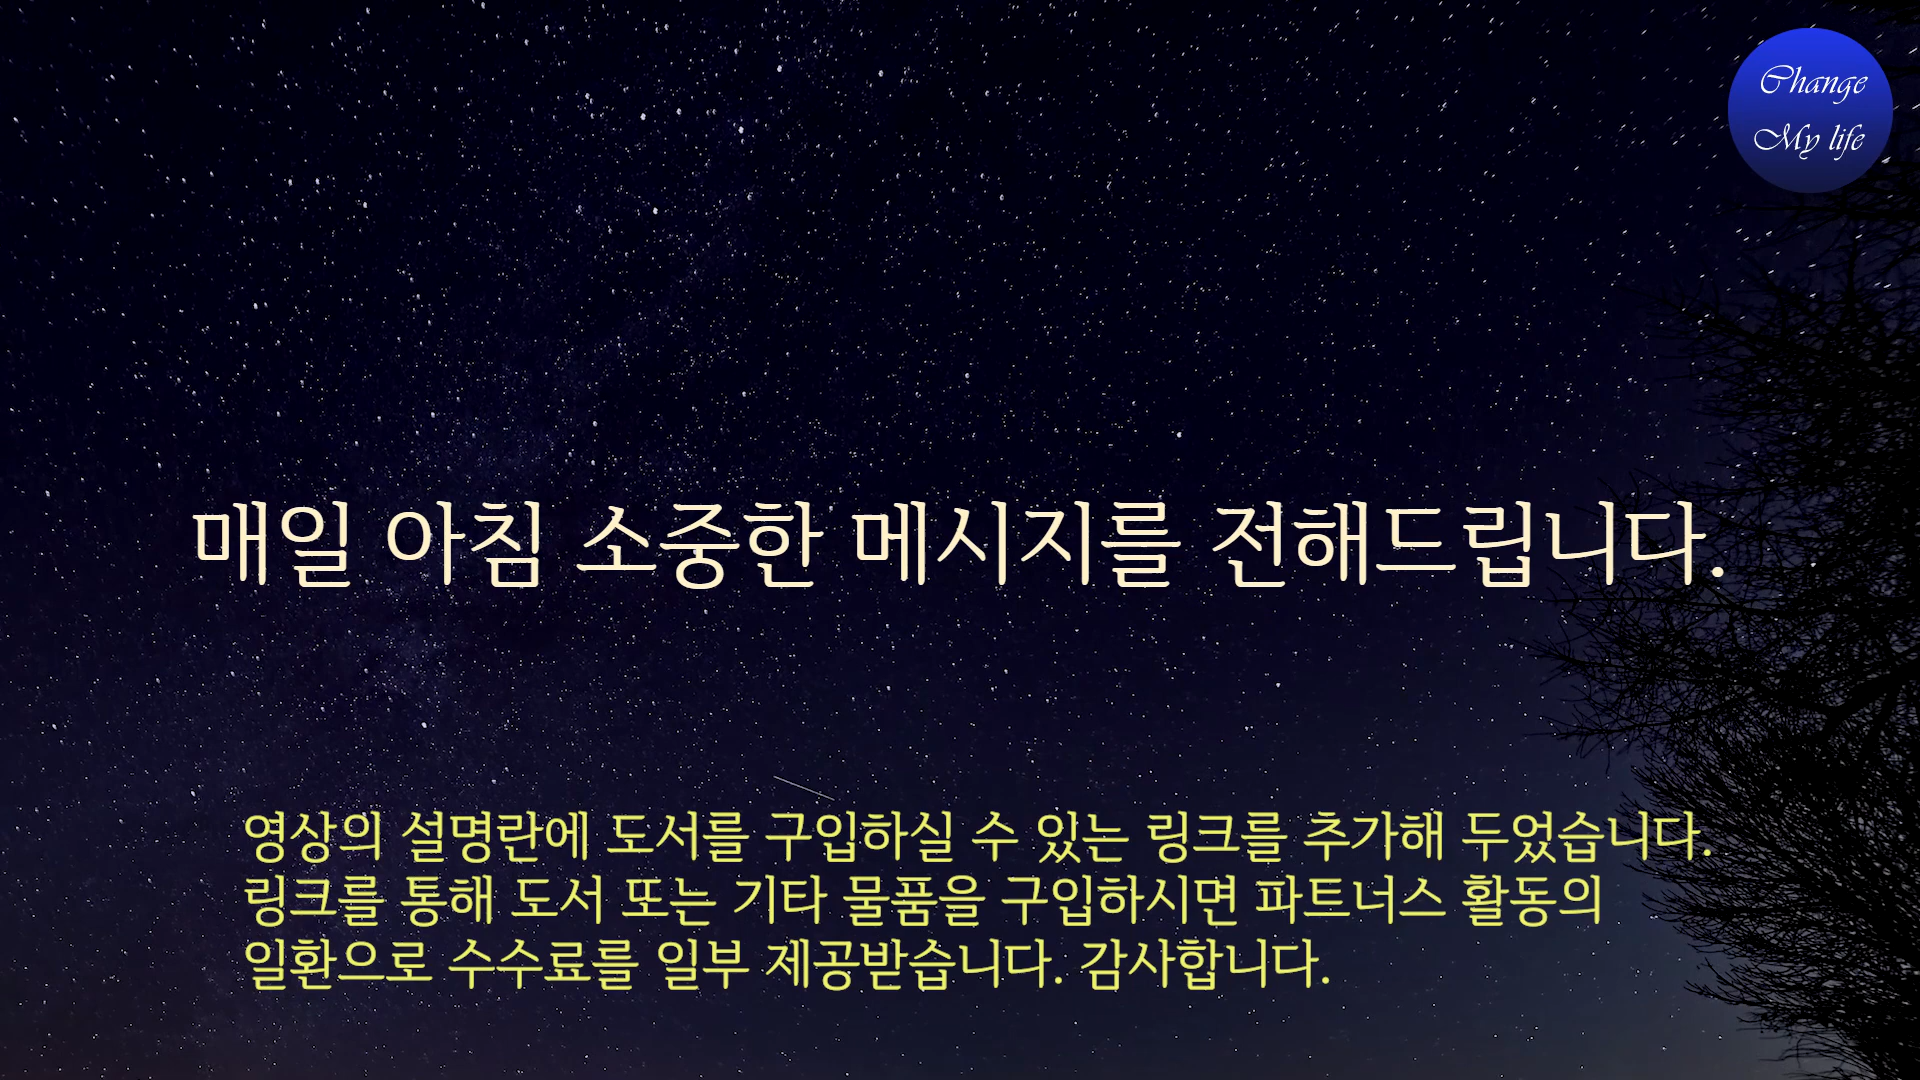 Change
My life
매일 아침 소중한 메시지를 전해드립니다.
영상의 설명란에 도서를 구입하실 수 있는 링크를 추가해 두었습니다.
링크를 통해 도서 또는 기타 물품을 구입하시면 파트너스 활동의
일환으로 수수료를 일부 제공받습니다. 감사합니다.